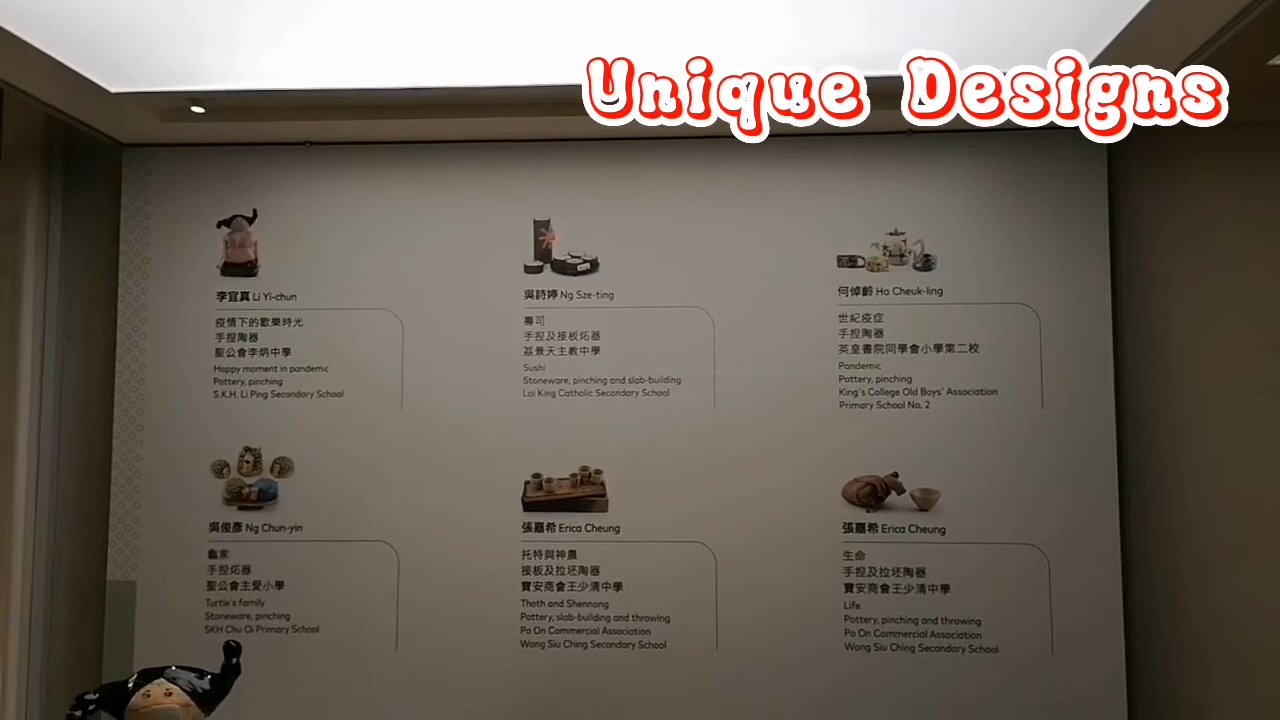 Unique Designs
李宜真 Li Yi-chun
疫情下的歡樂時光
手捏陶器
聖公會李炳中學
Happy moment in pandemic
Pottery, pinching
S.K.H. Li Ping Secondary School
吳詩婷 Ng Sze-ting
壽司
手捏及接板炻器
荔景天主教中學
Sushi
Stoneware, pinching and slab-building
Lai King Catholic Secondary School
何倬齡 Ho Cheuk-ling
世紀疫症
手捏陶器
英皇書院同學會小學第二校
Pandemic
Pottery, pinching
King's College Old Boys' Association
Primary School No. 2
吳俊彥 Ng Chun-yin
龜家
手捏炻器
聖公會主愛小學
Turtle's family
Stoneware, pinching
SKH Chu Oi Primary School
張嘉希 Erica Cheung
托特與神農
接板及拉坯陶器
寶安商會王少清中學
Thoth and Shennong
Pottery, slab-building and throwing
Po On Commercial Association
Wong Siu Ching Secondary School
張嘉希 Erica Cheung
生命
手捏及拉坯陶器
寶安商會王少清中學
Life
Pottery, pinching and throwing
Po On Commercial Association
Wong Siu Ching Secondary School